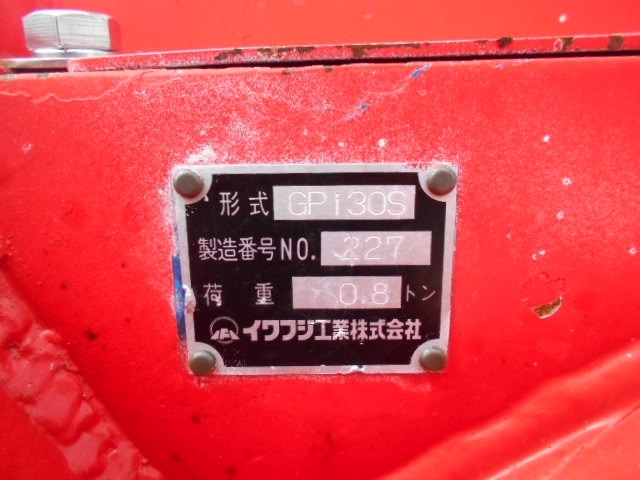 形式 GPi30S
製造番号NO. 227
荷重 0.8トン
イワフジ工業株式会社